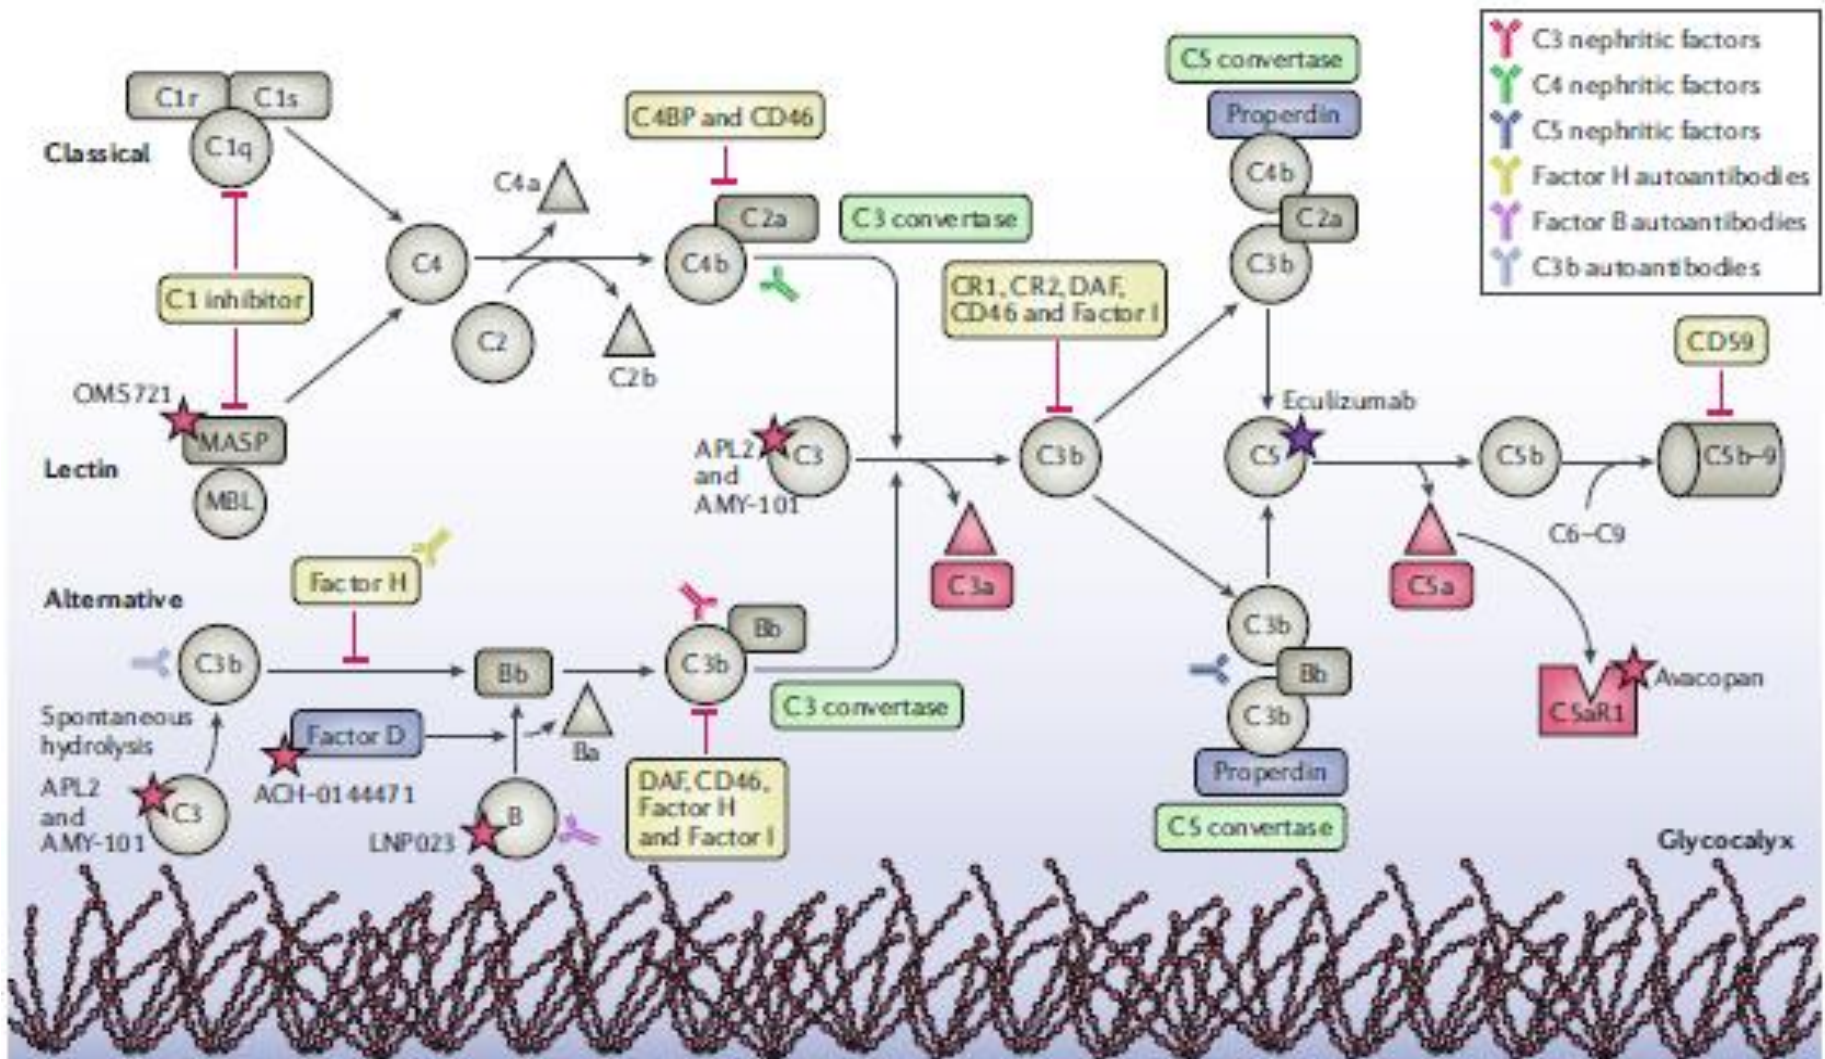 C1r
C1s
C1q
Classical
C1 inhibitor
OMS721
MASP
Lectin
MBL
C4
C4a
C2
C2b
C4BP and CD46
C2a
C4b
C3 convertase
CR1, CR2, DAF,
CD46 and Factor I
APL2
and
AMY-101
C3
C3b
C3a
C5 convertase
Properdin
C4b
C2a
C3b
Eculizumab
C5
C5b
C6–C9
CD59
C5b-9
C5a
C5aR1
Avacopan
C3b
Bb
C3b
Properdin
C5 convertase
Alternative
Factor H
C3b
Spontaneous
hydrolysis
APL2
and
AMY-101
C3
Factor D
ACH-0144471
Bb
Ba
LNP023
B
Bb
C3b
C3 convertase
DAF, CD46,
Factor H
and Factor I
Glycocalyx
C3 nephritic factors
C4 nephritic factors
C5 nephritic factors
Factor H autoantibodies
Factor B autoantibodies
C3b autoantibodies